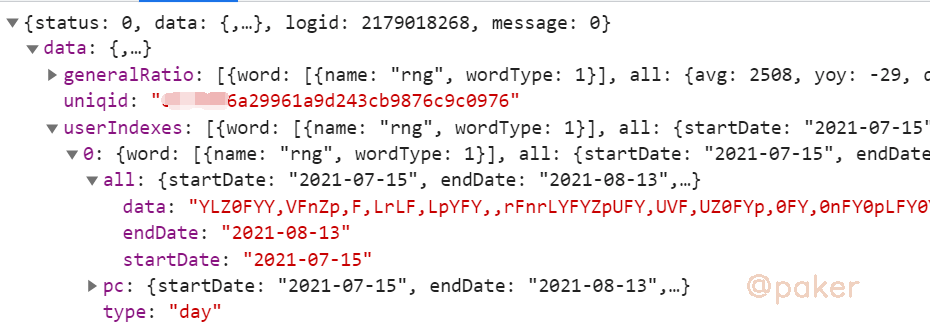 {status: 0, data: {,…}, logid: 2179018268, message: 0}
data: {,…}
generalRatio: [{word: [{name: "rng", wordType: 1}], all: {avg: 2508, yoy: -29,
uniqid: "6a29961a9d243cb9876c9c0976"
userIndexes: [{word: [{name: "rng", wordType: 1}], all: {startDate: "2021-07-15"
0: {word: [{name: "rng", wordType: 1}], all: {startDate: "2021-07-15", endDate
all: {startDate: "2021-07-15", endDate: "2021-08-13",…}
data: "YLZ0FYY,VFnZp,F,LrLF,LpYFY,,rFnrLYFYZpUFY,UVF,UZ0FYp,0FY,0nFY0pLFY0
endDate: "2021-08-13"
startDate: "2021-07-15"
pc: {startDate: "2021-07-15", endDate: "2021-08-13",…}
type: "day"
@paker